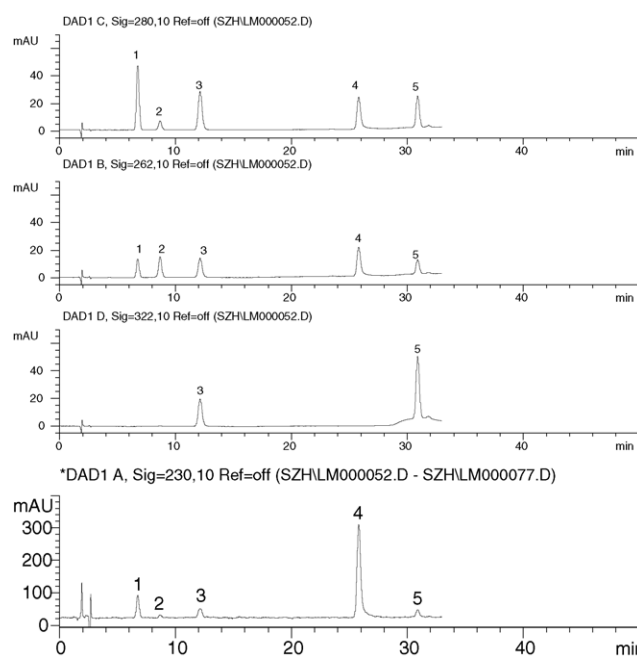 DAD1 C, Sig=280,10 Ref=off (SZH\LM000052.D)
mAU
1
2
3
4
5
40
20
0
0 10 20 30 40 min
DAD1 B, Sig=262,10 Ref=off (SZH\LM000052.D)
mAU
1
2
3
4
5
40
20
0
0 10 20 30 40 min
DAD1 D, Sig=322,10 Ref=off (SZH\LM000052.D)
mAU
3
5
40
20
0
0 10 20 30 40 min
*DAD1 A, Sig=230,10 Ref=off (SZH\LM000052.D - SZH\LM000077.D)
mAU
1
2
3
4
5
300
200
100
0
0 10 20 30 40 min